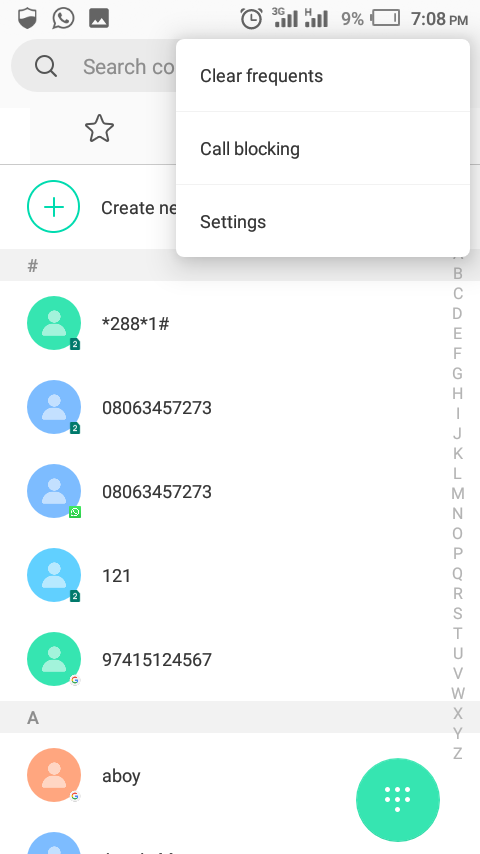 3G H 9% 7:08 PM
Search co
Clear frequents
Call blocking
Settings
Create ne
#
*288*1#
2
08063457273
2
08063457273
121
2
97415124567
G
A
aboy
G
B
C
D
E
F
G
H
I
J
K
L
M
N
O
P
Q
R
S
T
U
V
W
X
Y
Z